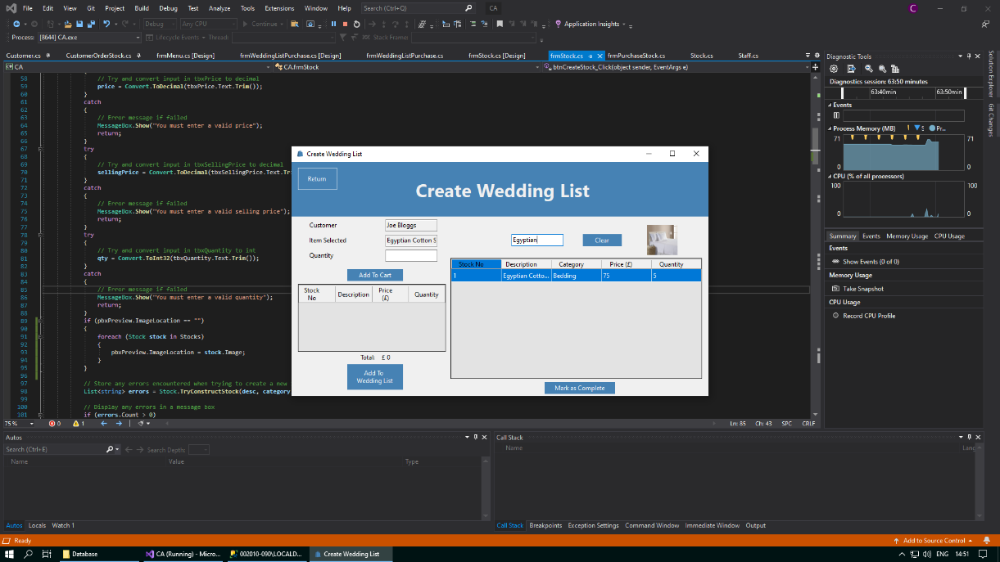 File Edit View Git Project Build Debug Test Analyze Tools Extensions Window Help Search (Ctrl+Q) CA
Debug Any CPU Continue Application Insights
Process: [8644] CA.exe Lifecycle Events Thread: Stack Frame:
Customer.cs CustomerOrderStock.cs frmMenu.cs [Design] frmWeddingListPurchase.cs [Design] frmWeddingListPurchase.cs frmStock.cs [Design] frmStock.cs frmPurchaseStock.cs Stock.cs Staff.cs
CA CA.frmStock btnCreateStock_Click(object sender, EventArgs e)
58 // Try and convert input in tbxPrice to decimal
59 price = Convert.ToDecimal(tbxPrice.Text.Trim());
60 }
61 catch
62 {
63 // Error message if failed
64 MessageBox.Show("You must enter a valid price");
65 return;
66 }
67 try
68 {
69 // Try and convert input in tbxSellingPrice to decimal
70 sellingPrice = Convert.ToDecimal(tbxSellingPrice.Text.Tri
71 }
72 catch
73 {
74 // Error message if failed
75 MessageBox.Show("You must enter a valid selling price");
76 return;
77 }
78 try
79 {
80 // Try and convert input in tbxQuantity to int
81 qty = Convert.ToInt32(tbxQuantity.Text.Trim());
82 }
83 catch
84 {
85 // Error message if failed
86 MessageBox.Show("You must enter a valid quantity");
87 return;
88 }
89 if (pbxPreview.ImageLocation == "")
90 {
91 foreach (Stock stock in Stocks)
92 {
93 pbxPreview.ImageLocation = stock.Image;
94 }
95 }
96
97 // Store any errors encountered when trying to create a new
98 List<string> errors = Stock.TryConstructStock(desc, category
99
100 // Display any errors in a message box
101 if (errors.Count > 0)
75 % 0 1 Ln: 85 Ch: 43 SPC CRLF
Create Wedding List
Return
Create Wedding List
Customer Joe Bloggs
Item Selected Egyptian Cotton S
Quantity
Egyptian Clear
Add To Cart
Stock No Description Price (£) Quantity
Total: £ 0
Add To
Wedding List
Stock No Description Category Price (£) Quantity
1 Egyptian Cotto... Bedding 75 5
Mark as Complete
Diagnostic Tools
Diagnostics session: 63:50 minutes
63:40min 63:50min
Events
Process Memory (MB) S Pr...
71 71
0 0
CPU (% of all processors)
100 100
0 0
Summary Events Memory Usage CPU Usage
Events
Show Events (0 of 0)
Memory Usage
Take Snapshot
CPU Usage
Record CPU Profile
Solution Explorer
Git Changes
Autos
Search (Ctrl+E) Search Depth:
Name Value Type
Autos Locals Watch 1
Call Stack
Name Lang
Call Stack Breakpoints Exception Settings Command Window Immediate Window Output
Ready Add to Source Control
Database CA (Running) - Micro... 002010-090\LOCALD... Create Wedding List ENG 14:51